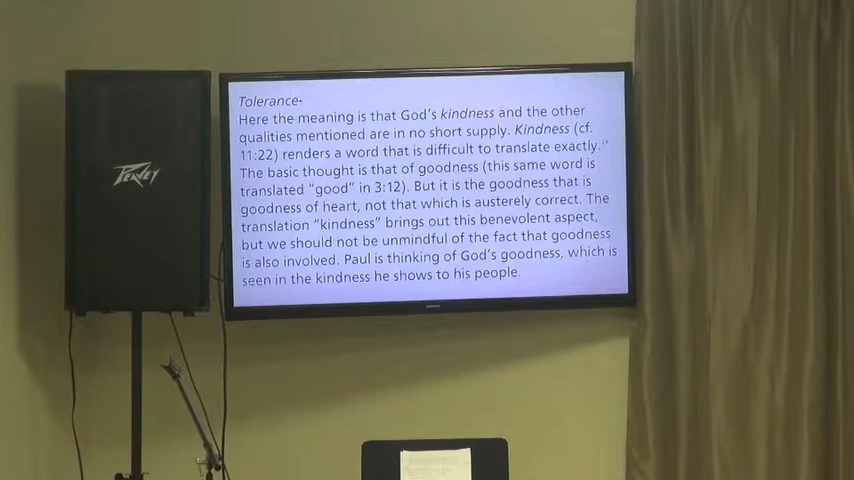 Tolerance-
Here the meaning is that God's kindness and the other
qualities mentioned are in no short supply. Kindness (cf.
11:22) renders a word that is difficult to translate exactly.
The basic thought is that of goodness (this same word is
translated "good" in 3:12). But it is the goodness that is
goodness of heart, not that which is austerely correct. The
translation "kindness" brings out this benevolent aspect,
but we should not be unmindful of the fact that goodness
is also involved. Paul is thinking of God's goodness, which is
seen in the kindness he shows to his people.
PEAVEY